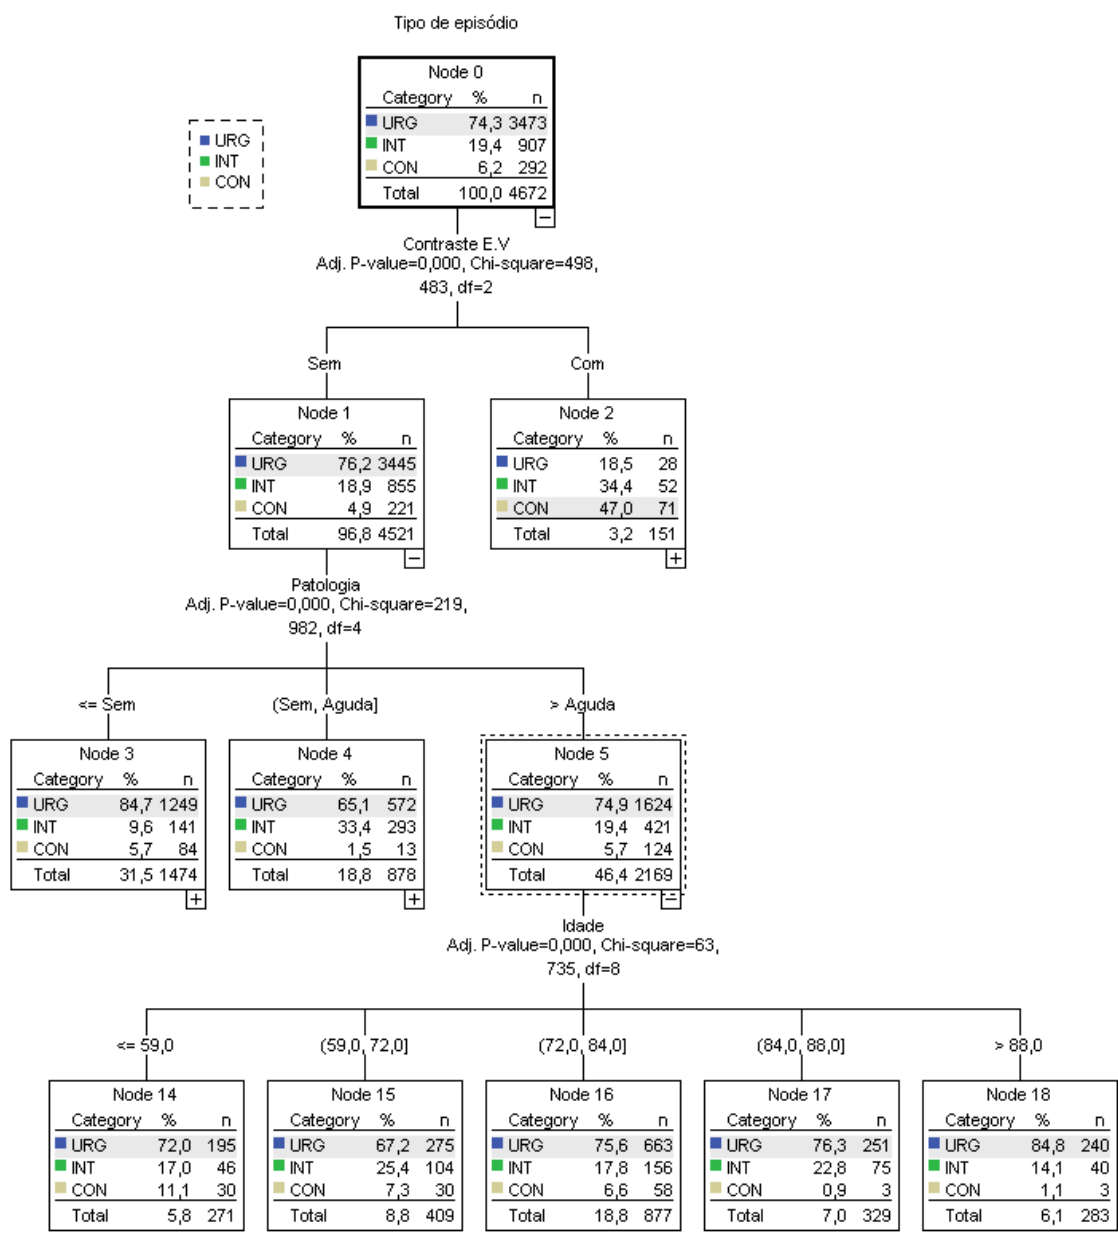 Tipo de episódio
Node 0
Category % n
URG 74,3 3473
INT 19,4 907
CON 6,2 292
Total 100,0 4672
URG
INT
CON
Contraste E.V
Adj. P-value=0,000, Chi-square=498,
483, df=2
Sem
Com
Node 1
Category % n
URG 76,2 3445
INT 18,9 855
CON 4,9 221
Total 96,8 4521
Node 2
Category % n
URG 18,5 28
INT 34,4 52
CON 47,0 71
Total 3,2 151
Patologia
Adj. P-value=0,000, Chi-square=219,
982, df=4
<= Sem
(Sem, Aguda]
> Aguda
Node 3
Category % n
URG 84,7 1249
INT 9,6 141
CON 5,7 84
Total 31,5 1474
Node 4
Category % n
URG 65,1 572
INT 33,4 293
CON 1,5 13
Total 18,8 878
Node 5
Category % n
URG 74,9 1624
INT 19,4 421
CON 5,7 124
Total 46,4 2169
Idade
Adj. P-value=0,000, Chi-square=63,
735, df=8
<= 59,0
(59,0, 72,0]
(72,0, 84,0]
(84,0, 88,0]
> 88,0
Node 14
Category % n
URG 72,0 195
INT 17,0 46
CON 11,1 30
Total 5,8 271
Node 15
Category % n
URG 67,2 275
INT 25,4 104
CON 7,3 30
Total 8,8 409
Node 16
Category % n
URG 75,6 663
INT 17,8 156
CON 6,6 58
Total 18,8 877
Node 17
Category % n
URG 76,3 251
INT 22,8 75
CON 0,9 3
Total 7,0 329
Node 18
Category % n
URG 84,8 240
INT 14,1 40
CON 1,1 3
Total 6,1 283